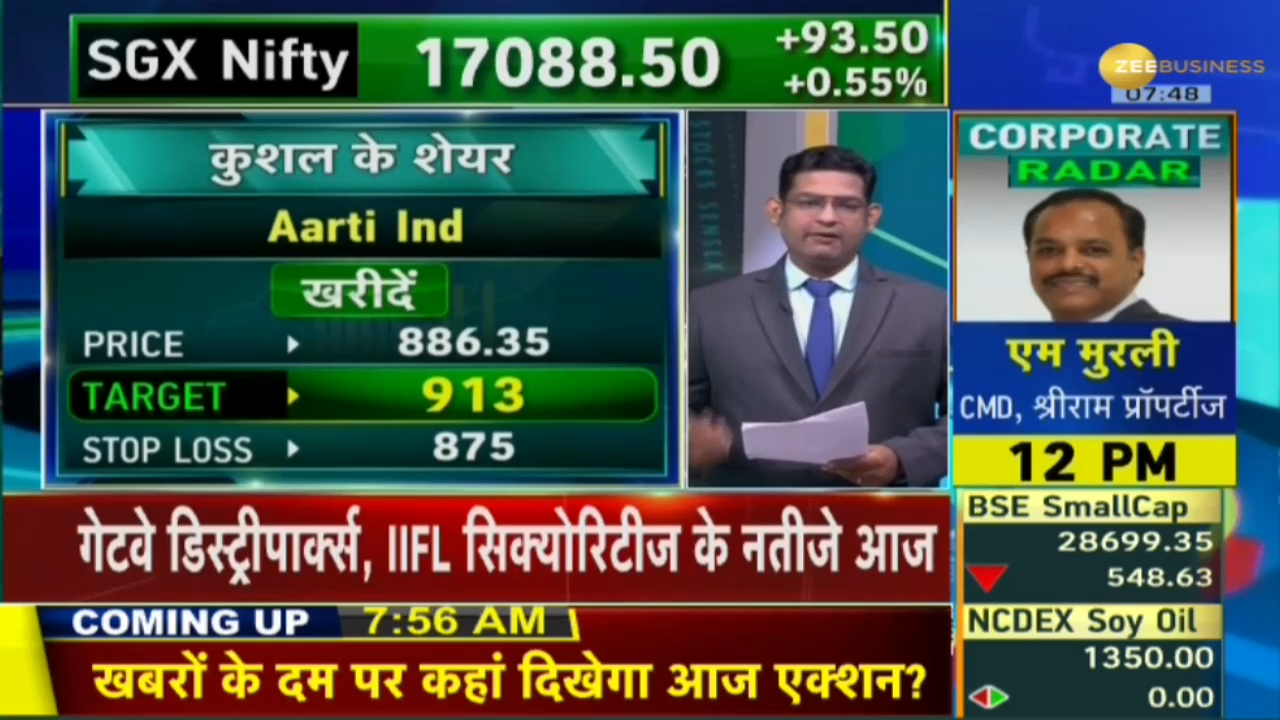 SGX Nifty 17088.50 +93.50
+0.55%
ZEEBUSINESS
07:48
कुशल के शेयर
Aarti Ind
खरीदें
PRICE 886.35
TARGET 913
STOP LOSS 875
CORPORATE
RADAR
एम मुरली
CMD, श्रीराम प्रॉपर्टीज
12 PM
BSE SmallCap
28699.35
548.63
NCDEX Soy Oil
1350.00
0.00
गेटवे डिस्ट्रीपार्क्स, IIFL सिक्योरिटीज के नतीजे आज
COMING UP 7:56 AM
खबरों के दम पर कहां दिखेगा आज एक्शन?